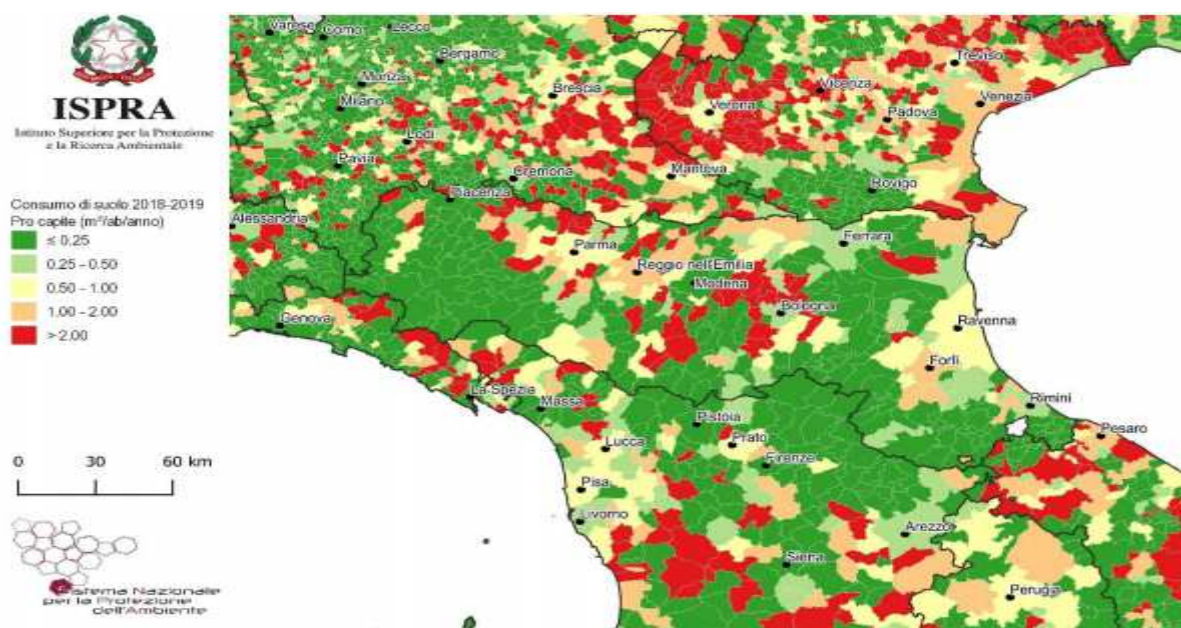 ISPRA
Istituto Superiore per la Protezione
e la Ricerca Ambientale
Consumo di suolo 2018-2019
Pro capite (m²/ab/anno)
≤ 0.25
0.25 - 0.50
0.50 - 1.00
1.00 - 2.00
>2.00
0 30 60 km
Sistema Nazionale
per la Protezione
dell'Ambiente
Varese
Como
Lecco
Bergamo
Monza
Milano
Brescia
Lodi
Pavia
Cremona
Piacenza
Alessandria
Genova
Treviso
Vicenza
Verona
Venezia
Padova
Mantova
Rovigo
Ferrara
Parma
Reggio nell'Emilia
Modena
Bologna
Ravenna
Forlì
Rimini
Pesaro
La Spezia
Massa
Pistoia
Lucca
Prato
Firenze
Pisa
Livorno
Arezzo
Siena
Perugia